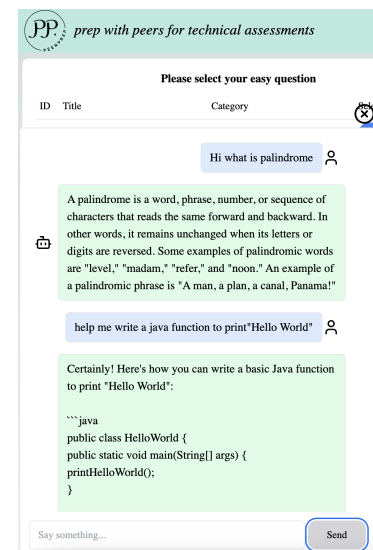 PP.
PEERPREP
prep with peers for technical assessments
Please select your easy question
ID Title Category
Hi what is palindrome
A palindrome is a word, phrase, number, or sequence of
characters that reads the same forward and backward. In
other words, it remains unchanged when its letters or
digits are reversed. Some examples of palindromic words
are "level," "madam," "refer," and "noon." An example of
a palindromic phrase is "A man, a plan, a canal, Panama!"
help me write a java function to print"Hello World"
Certainly! Here's how you can write a basic Java function
to print "Hello World":
```java
public class HelloWorld {
public static void main(String[] args) {
printHelloWorld();
}
Say something...
Send